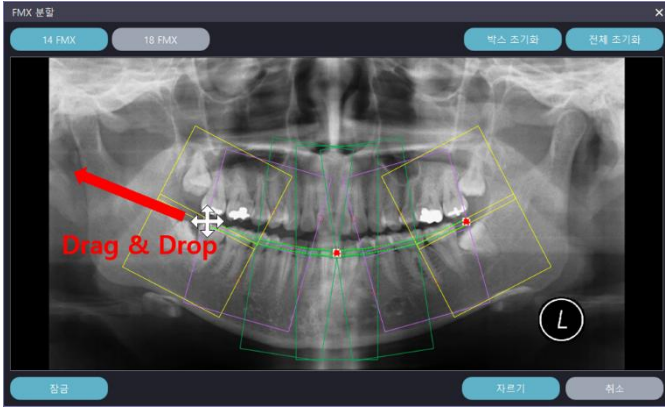 FMX 분할
14 FMX
18 FMX
박스 초기화
전체 초기화
Drag & Drop
L
잠금
자르기
취소